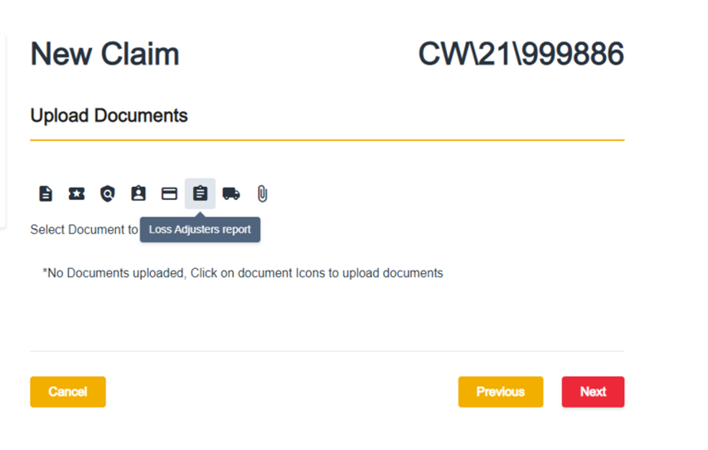 New Claim
CW\21\999886
Upload Documents
Select Document to
Loss Adjusters report
*No Documents uploaded, Click on document Icons to upload documents
Cancel
Previous
Next